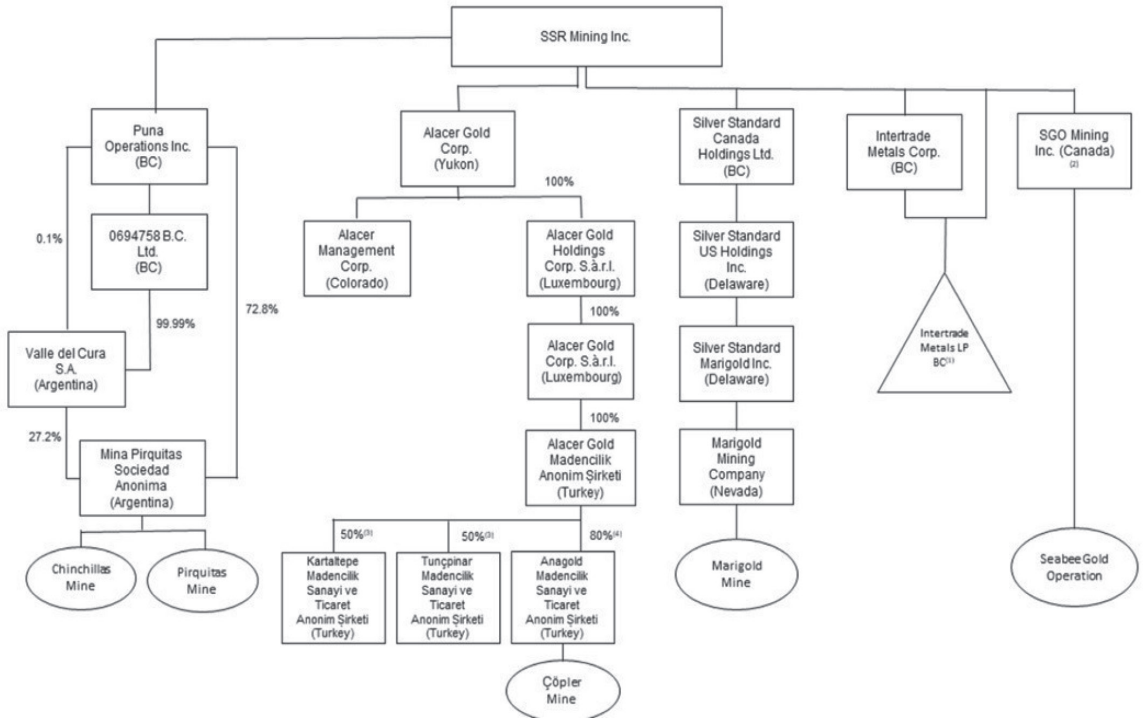 SSR Mining Inc.
Puna
Operations Inc.
(BC)
Alacer Gold
Corp.
(Yukon)
Silver Standard
Canada
Holdings Ltd.
(BC)
Intertrade
Metals Corp.
(BC)
SGO Mining
Inc. (Canada)
(2)
100%
0.1%
0694758 B.C.
Ltd.
(BC)
72.8%
Alacer
Management
Corp.
(Colorado)
Alacer Gold
Holdings
Corp. S.à.r.l.
(Luxembourg)
Silver Standard
US Holdings
Inc.
(Delaware)
99.99%
100%
Valle del Cura
S.A.
(Argentina)
Alacer Gold
Corp. S.à.r.l.
(Luxembourg)
Silver Standard
Marigold Inc.
(Delaware)
Intertrade
Metals LP
BC(1)
27.2%
100%
Mina Pirquitas
Sociedad
Anonima
(Argentina)
Alacer Gold
Madencilik
Anonim Şirketi
(Turkey)
Marigold
Mining
Company
(Nevada)
50%(3)
50%(3)
80%(4)
Chinchillas
Mine
Pirquitas
Mine
Kartaltepe
Madencilik
Sanayi ve
Ticaret
Anonim Şirketi
(Turkey)
Tunçpinar
Madencilik
Sanayi ve
Ticaret
Anonim Şirketi
(Turkey)
Anagold
Madencilik
Sanayi ve
Ticaret
Anonim Şirketi
(Turkey)
Marigold
Mine
Seabee Gold
Operation
Çöpler
Mine